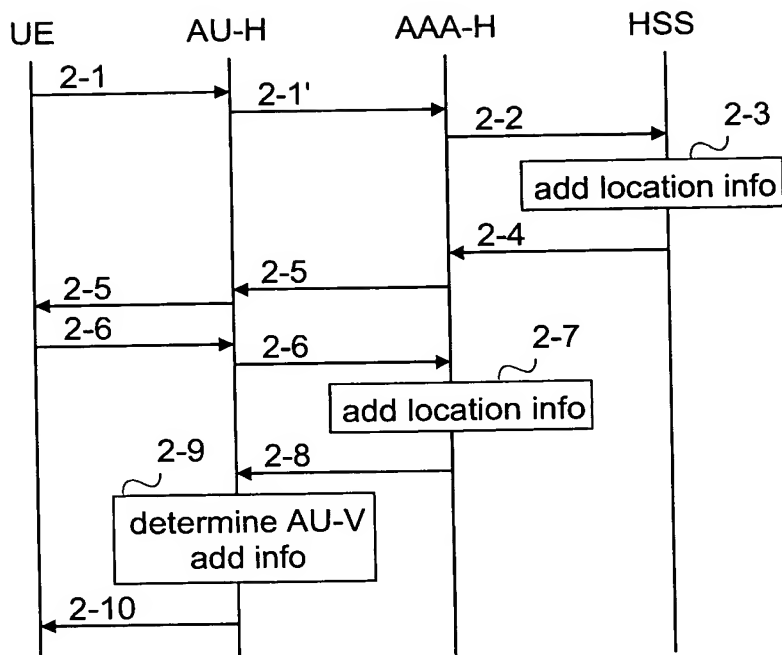 UE AU-H AAA-H HSS
2-1
2-1'
2-2
2-3
add location info
2-4
2-5
2-5
2-6
2-6
2-7
add location info
2-9
2-8
determine AU-V
add info
2-10